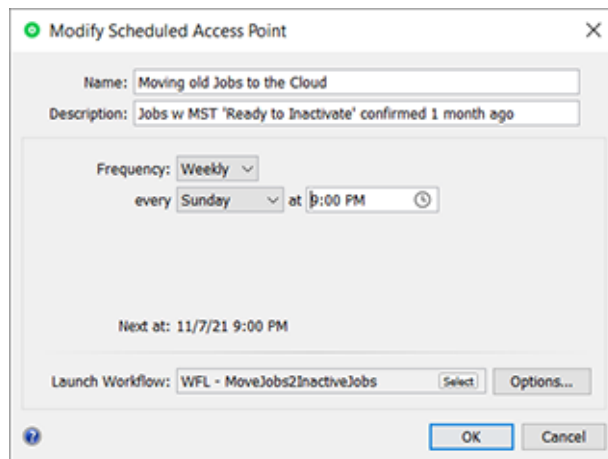 Modify Scheduled Access Point
Name: Moving old Jobs to the Cloud
Description: Jobs w MST 'Ready to Inactivate' confirmed 1 month ago
Frequency: Weekly
every Sunday at 9:00 PM
Next at: 11/7/21 9:00 PM
Launch Workflow: WFL - MoveJobs2InactiveJobs Select Options...
? OK Cancel